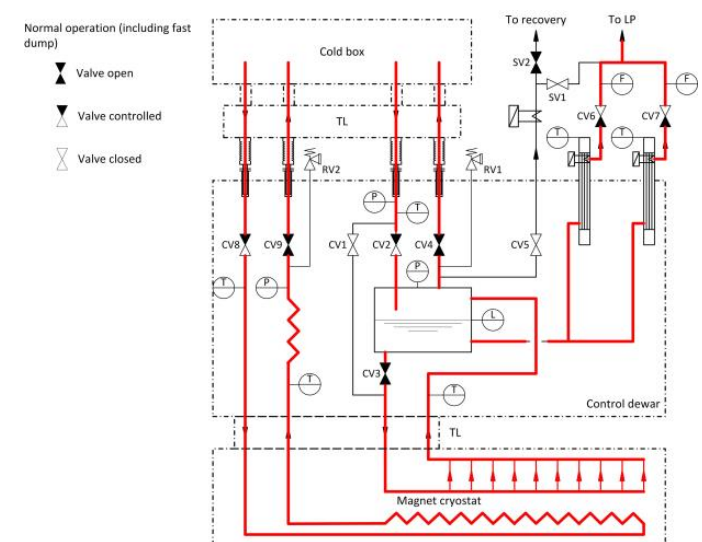 Normal operation (including fast
dump)
Valve open
Valve controlled
Valve closed
To recovery
To LP
Cold box
SV2
SV1
F
F
TL
CV6
CV7
T
T
RV2
RV1
P
T
CV8
CV9
CV1
CV2
CV4
CV5
P
T
P
L
CV3
T
T
Control dewar
TL
Magnet cryostat